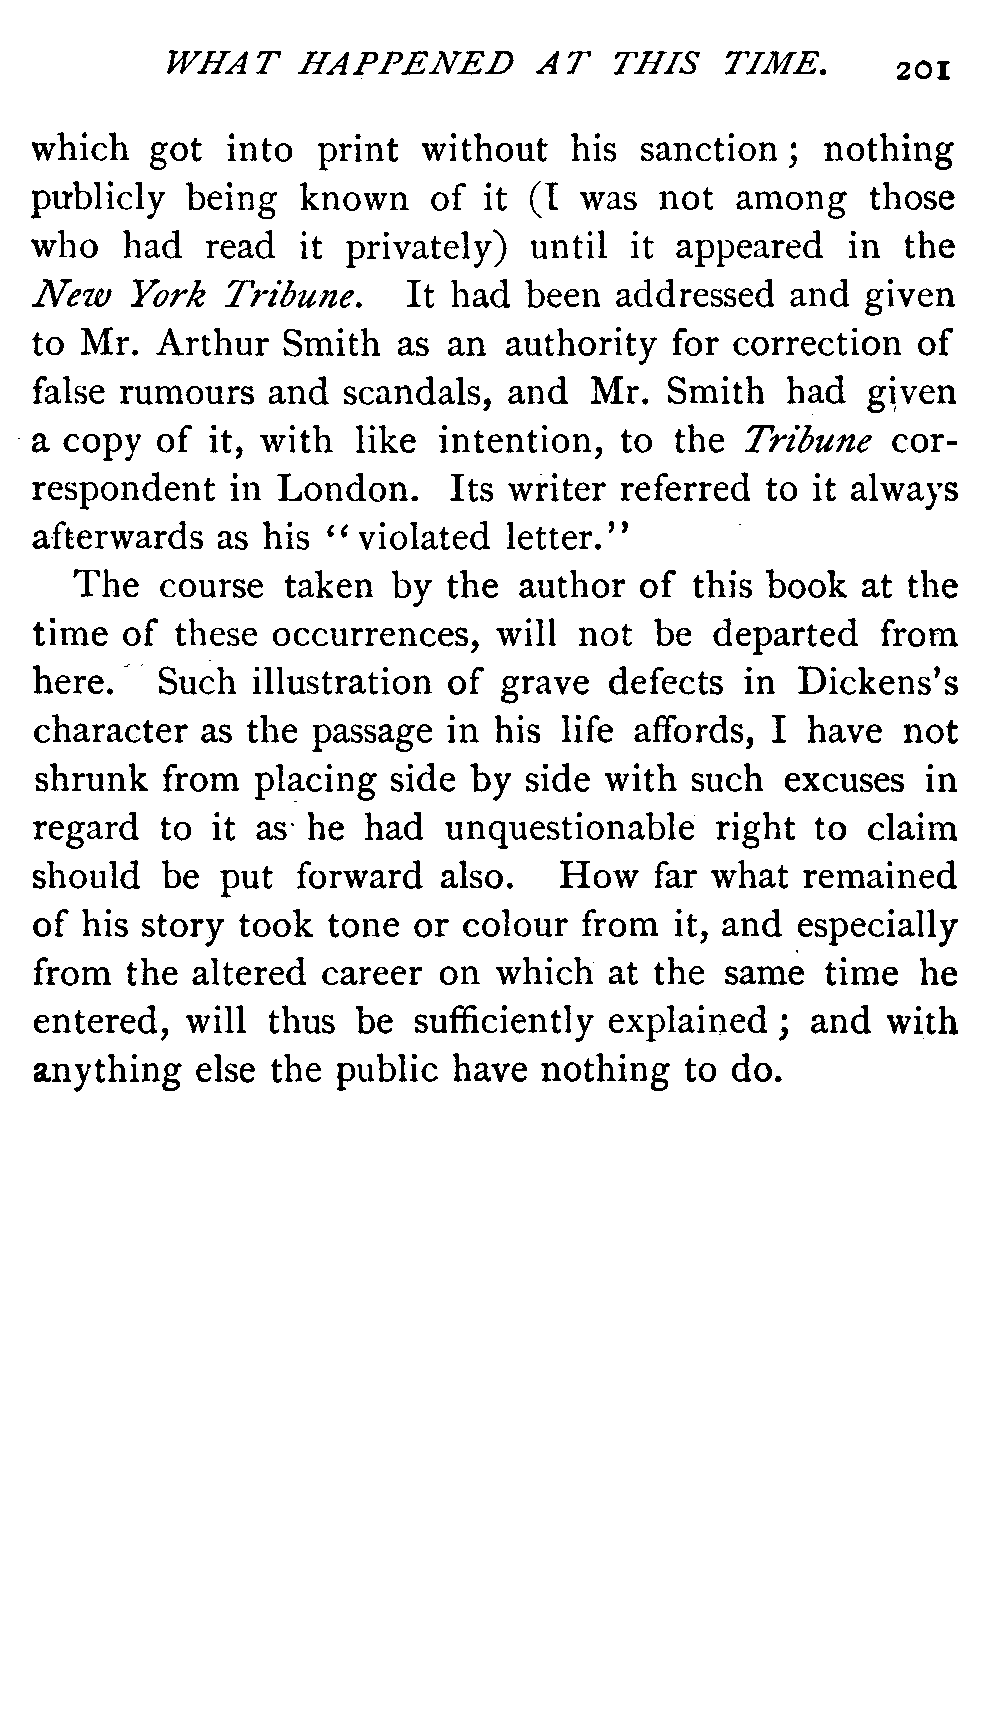 WHAT HAPPENED AT THIS TIME. 201
which got into print without his sanction; nothing
publicly being known of it (I was not among those
who had read it privately) until it appeared in the
New York Tribune. It had been addressed and given
to Mr. Arthur Smith as an authority for correction of
false rumours and scandals, and Mr. Smith had given
a copy of it, with like intention, to the Tribune cor-
respondent in London. Its writer referred to it always
afterwards as his "violated letter."
The course taken by the author of this book at the
time of these occurrences, will not be departed from
here. Such illustration of grave defects in Dickens's
character as the passage in his life affords, I have not
shrunk from placing side by side with such excuses in
regard to it as he had unquestionable right to claim
should be put forward also. How far what remained
of his story took tone or colour from it, and especially
from the altered career on which at the same time he
entered, will thus be sufficiently explained; and with
anything else the public have nothing to do.